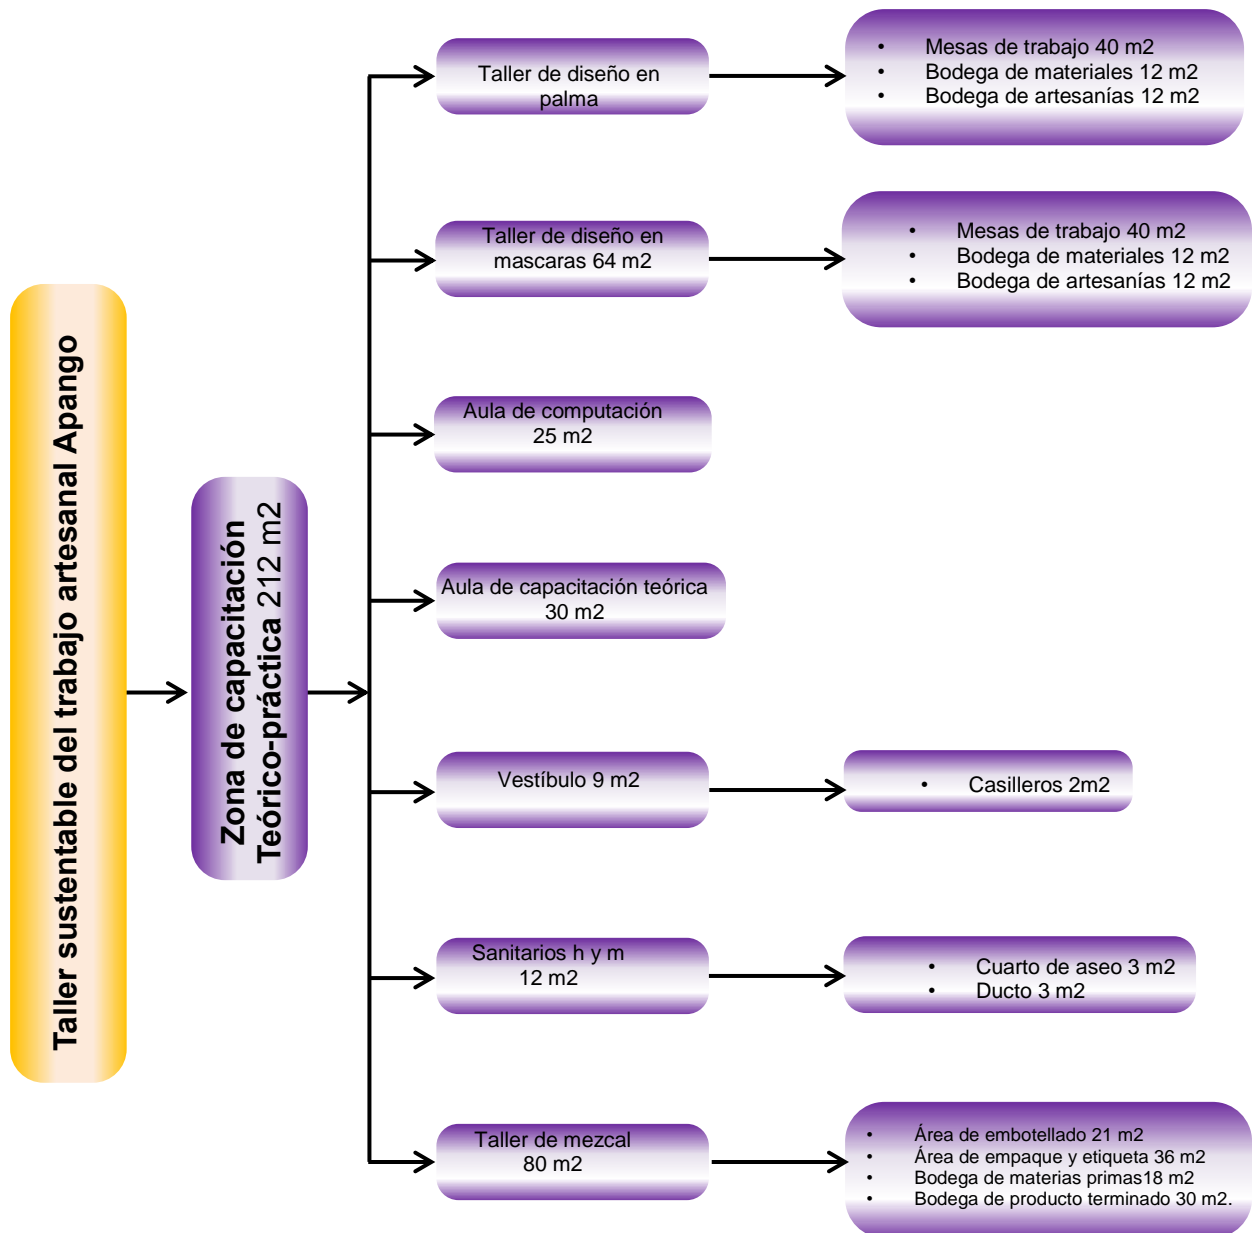 Taller sustentable del trabajo artesanal Apango
Zona de capacitación
Teórico-práctica 212 m2
Taller de diseño en
palma
• Mesas de trabajo 40 m2
• Bodega de materiales 12 m2
• Bodega de artesanías 12 m2
Taller de diseño en
mascaras 64 m2
• Mesas de trabajo 40 m2
• Bodega de materiales 12 m2
• Bodega de artesanías 12 m2
Aula de computación
25 m2
Aula de capacitación teórica
30 m2
Vestíbulo 9 m2
• Casilleros 2m2
Sanitarios h y m
12 m2
• Cuarto de aseo 3 m2
• Ducto 3 m2
Taller de mezcal
80 m2
• Área de embotellado 21 m2
• Área de empaque y etiqueta 36 m2
• Bodega de materias primas18 m2
• Bodega de producto terminado 30 m2.